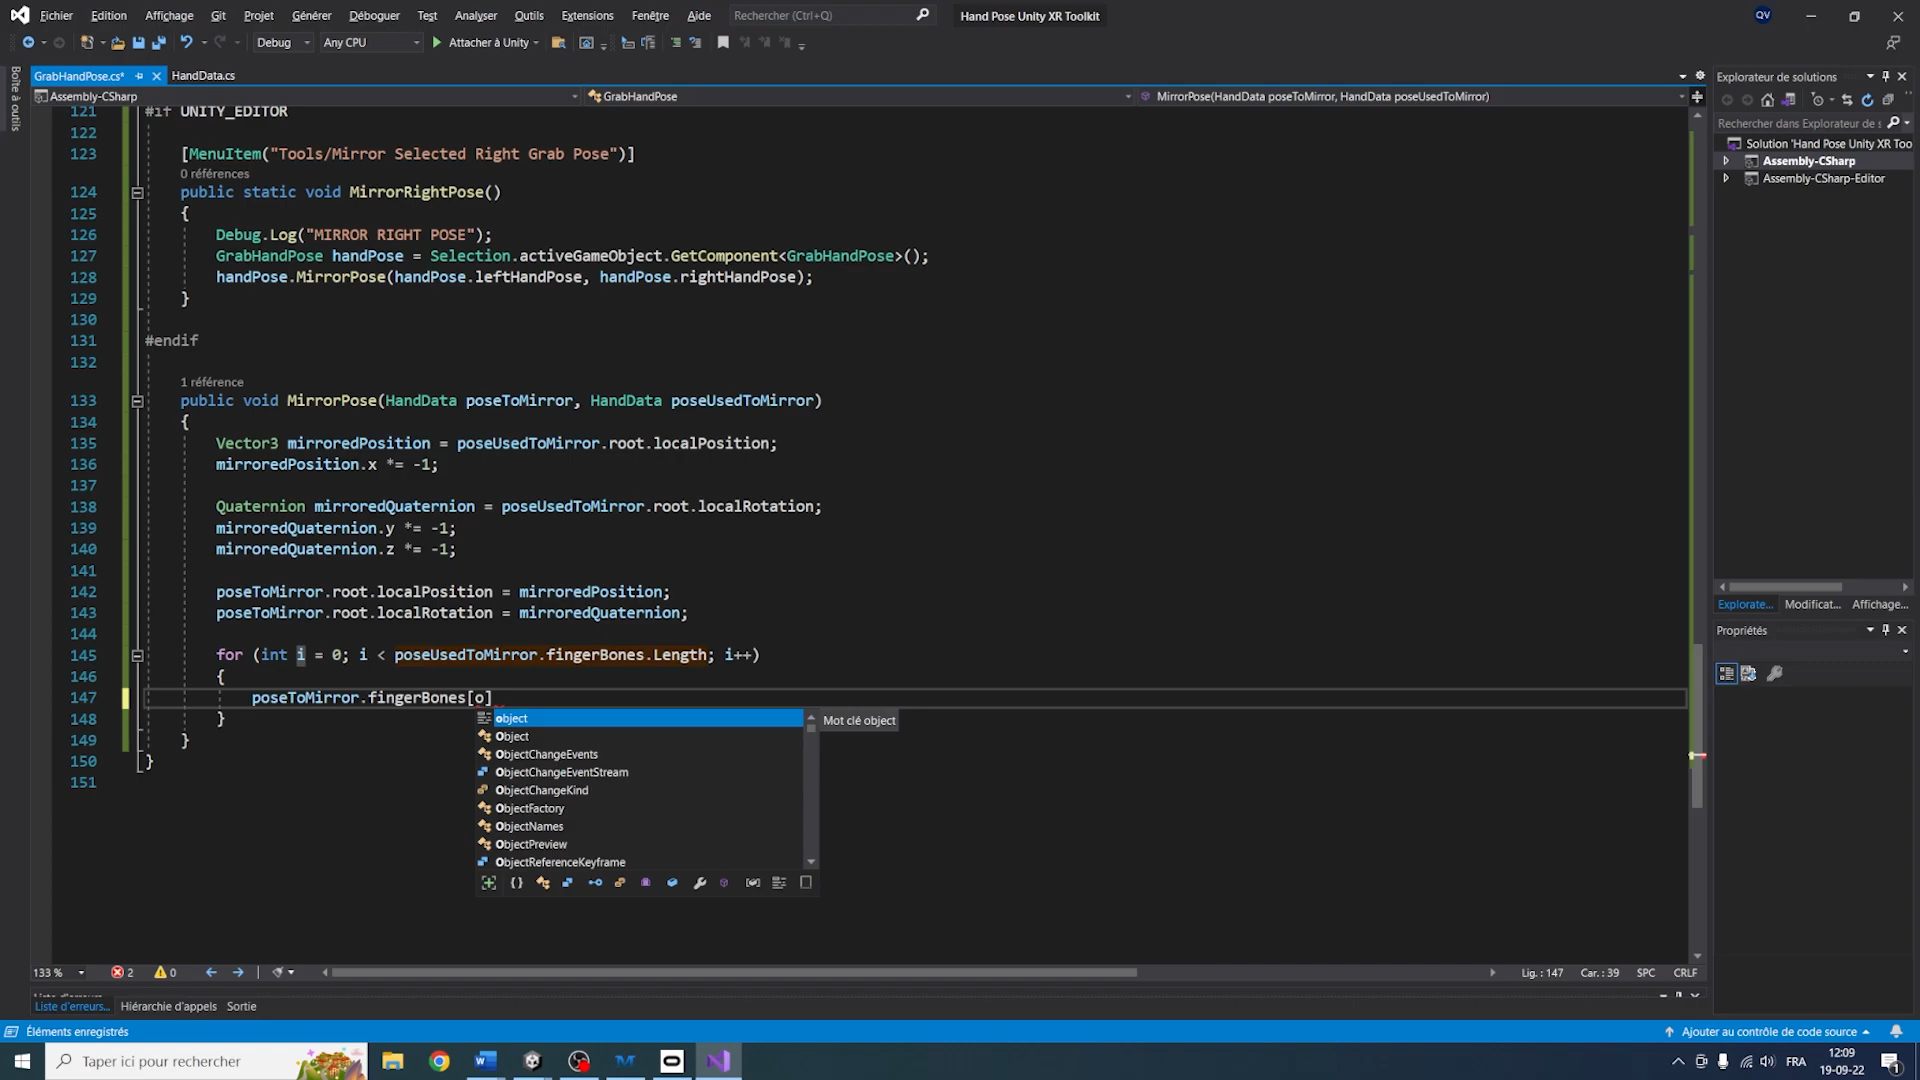 Fichier Edition Affichage Git Projet Générer Déboguer Test Analyser Outils Extensions Fenêtre Aide Rechercher (Ctrl+Q) Hand Pose Unity XR Toolkit QV
Debug Any CPU Attacher à Unity
Boîte à outils
GrabHandPose.cs* HandData.cs
Assembly-CSharp GrabHandPose MirrorPose(HandData poseToMirror, HandData poseUsedToMirror)
121 #if UNITY_EDITOR
122
123 [MenuItem("Tools/Mirror Selected Right Grab Pose")]
0 références
124 public static void MirrorRightPose()
125 {
126 Debug.Log("MIRROR RIGHT POSE");
127 GrabHandPose handPose = Selection.activeGameObject.GetComponent<GrabHandPose>();
128 handPose.MirrorPose(handPose.leftHandPose, handPose.rightHandPose);
129 }
130
131 #endif
132
1 référence
133 public void MirrorPose(HandData poseToMirror, HandData poseUsedToMirror)
134 {
135 Vector3 mirroredPosition = poseUsedToMirror.root.localPosition;
136 mirroredPosition.x *= -1;
137
138 Quaternion mirroredQuaternion = poseUsedToMirror.root.localRotation;
139 mirroredQuaternion.y *= -1;
140 mirroredQuaternion.z *= -1;
141
142 poseToMirror.root.localPosition = mirroredPosition;
143 poseToMirror.root.localRotation = mirroredQuaternion;
144
145 for (int i = 0; i < poseUsedToMirror.fingerBones.Length; i++)
146 {
147 poseToMirror.fingerBones[o]
148 }
149 }
150 }
151
object Mot clé object
Object
ObjectChangeEvents
ObjectChangeEventStream
ObjectChangeKind
ObjectFactory
ObjectNames
ObjectPreview
ObjectReferenceKeyframe
Explorateur de solutions
Rechercher dans Explorateur de s
Solution 'Hand Pose Unity XR Too
Assembly-CSharp
Assembly-CSharp-Editor
Explorate... Modificat... Affichage...
Propriétés
133 % 2 0 Lig. : 147 Car. : 39 SPC CRLF
Liste d'erreurs... Hiérarchie d'appels Sortie
Éléments enregistrés Ajouter au contrôle de code source
Taper ici pour rechercher FRA 12:09
19-09-22 1